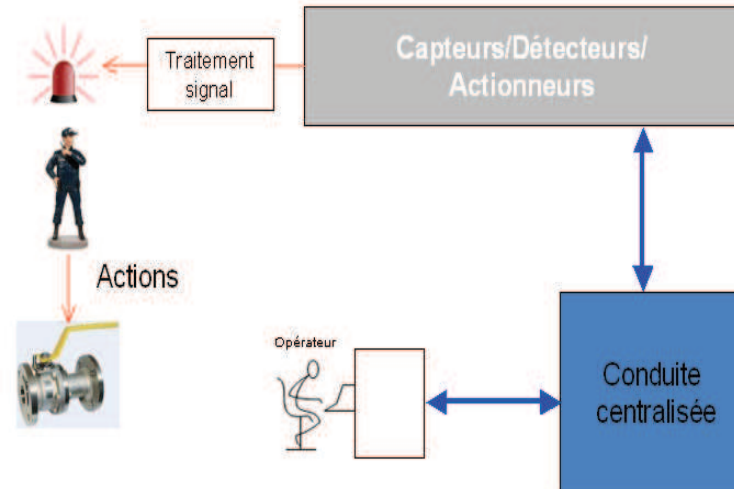 Capteurs/Détecteurs/
Actionneurs
Traitement
signal
Actions
Opérateur
Conduite
centralisée